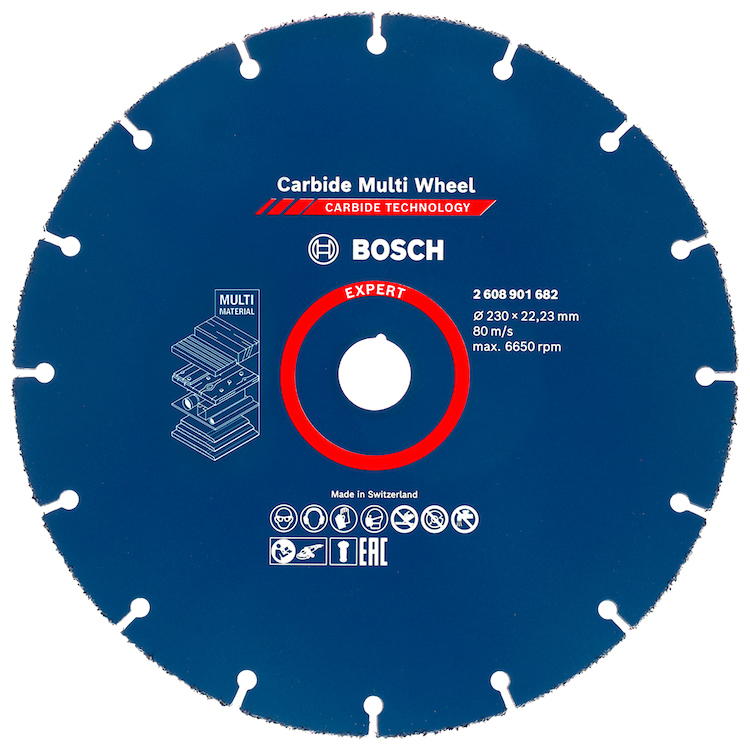 Carbide Multi Wheel
CARBIDE TECHNOLOGY
BOSCH
EXPERT
MULTI
MATERIAL
2 608 901 682
Ø 230 × 22,23 mm
80 m/s
max. 6650 rpm
Made in Switzerland
EAC